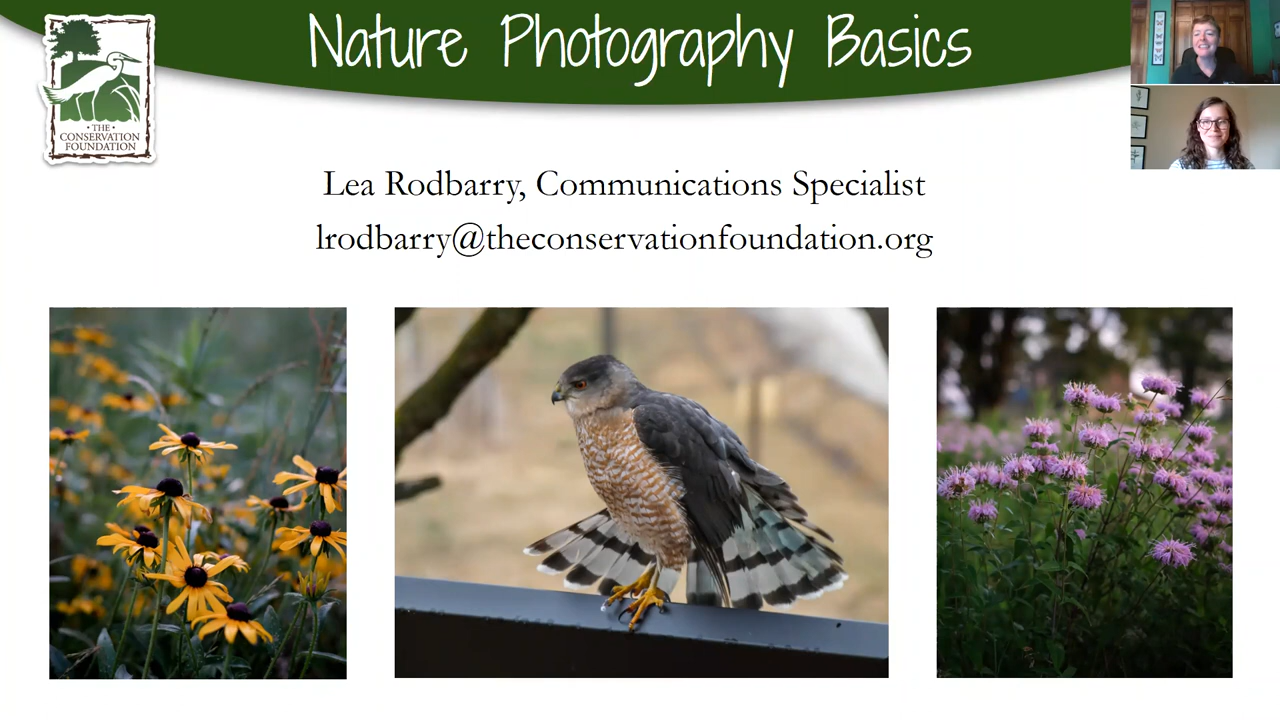 Nature Photography Basics
• THE •
CONSERVATION
FOUNDATION
Lea Rodbarry, Communications Specialist
lrodbarry@theconservationfoundation.org